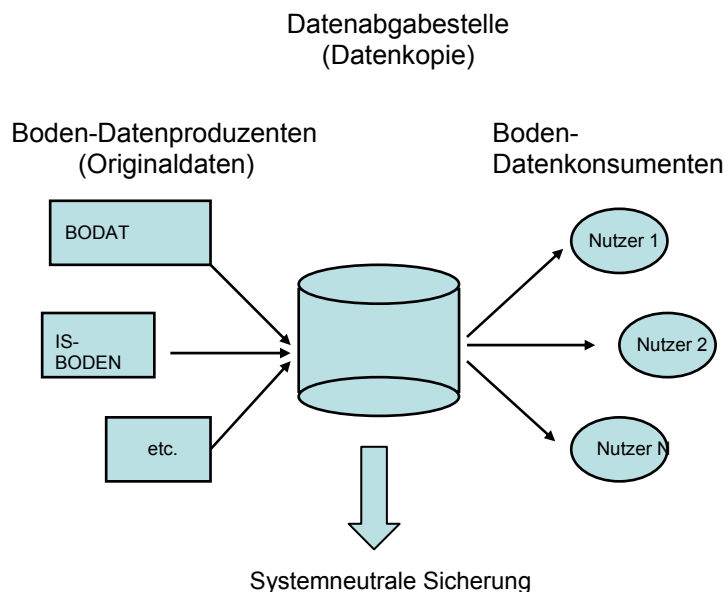 Datenabgabestelle
(Datenkopie)
Boden-Datenproduzenten
(Originaldaten)
Boden-
Datenkonsumenten
BODAT
IS-
BODEN
etc.
Nutzer 1
Nutzer 2
Nutzer N
Systemneutrale Sicherung